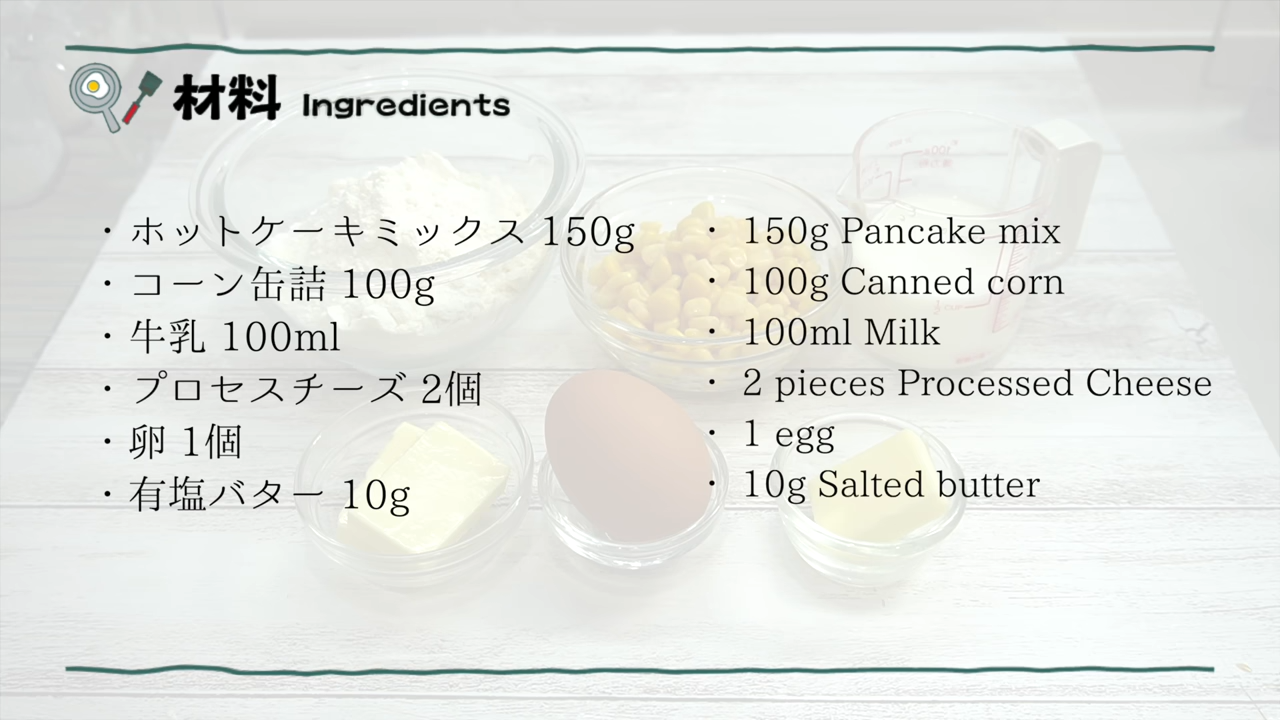 材料 Ingredients
・ホットケーキミックス 150g
・コーン缶詰 100g
・牛乳 100ml
・プロセスチーズ 2個
・卵 1個
・有塩バター 10g
・ 150g Pancake mix
・ 100g Canned corn
・ 100ml Milk
・ 2 pieces Processed Cheese
・ 1 egg
・ 10g Salted butter